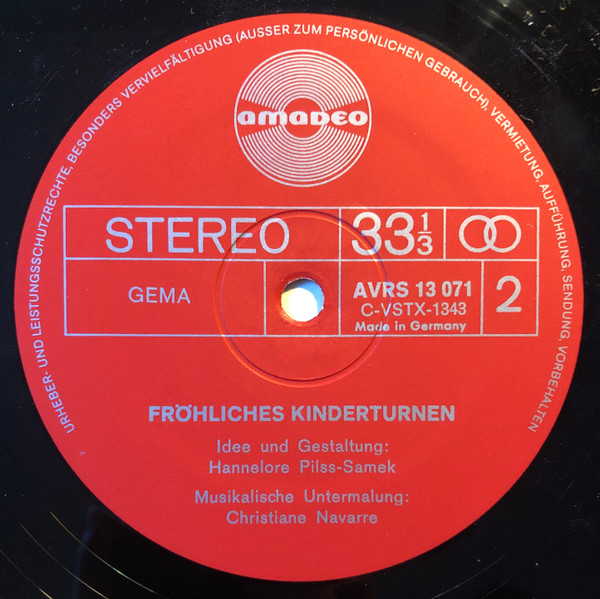 URHEBER- UND LEISTUNGSSCHUTZRECHTE, BESONDERS VERVIELFÄLTIGUNG (AUSSER ZUM PERSÖNLICHEN GEBRAUCH), VERMIETUNG, AUFFÜHRUNG, SENDUNG, VORBEHALTEN
amadeo
STEREO 33 1/3
GEMA
AVRS 13 071
C-VSTX-1343
Made in Germany
2
FRÖHLICHES KINDERTURNEN
Idee und Gestaltung:
Hannelore Pilss-Samek
Musikalische Untermalung:
Christiane Navarre